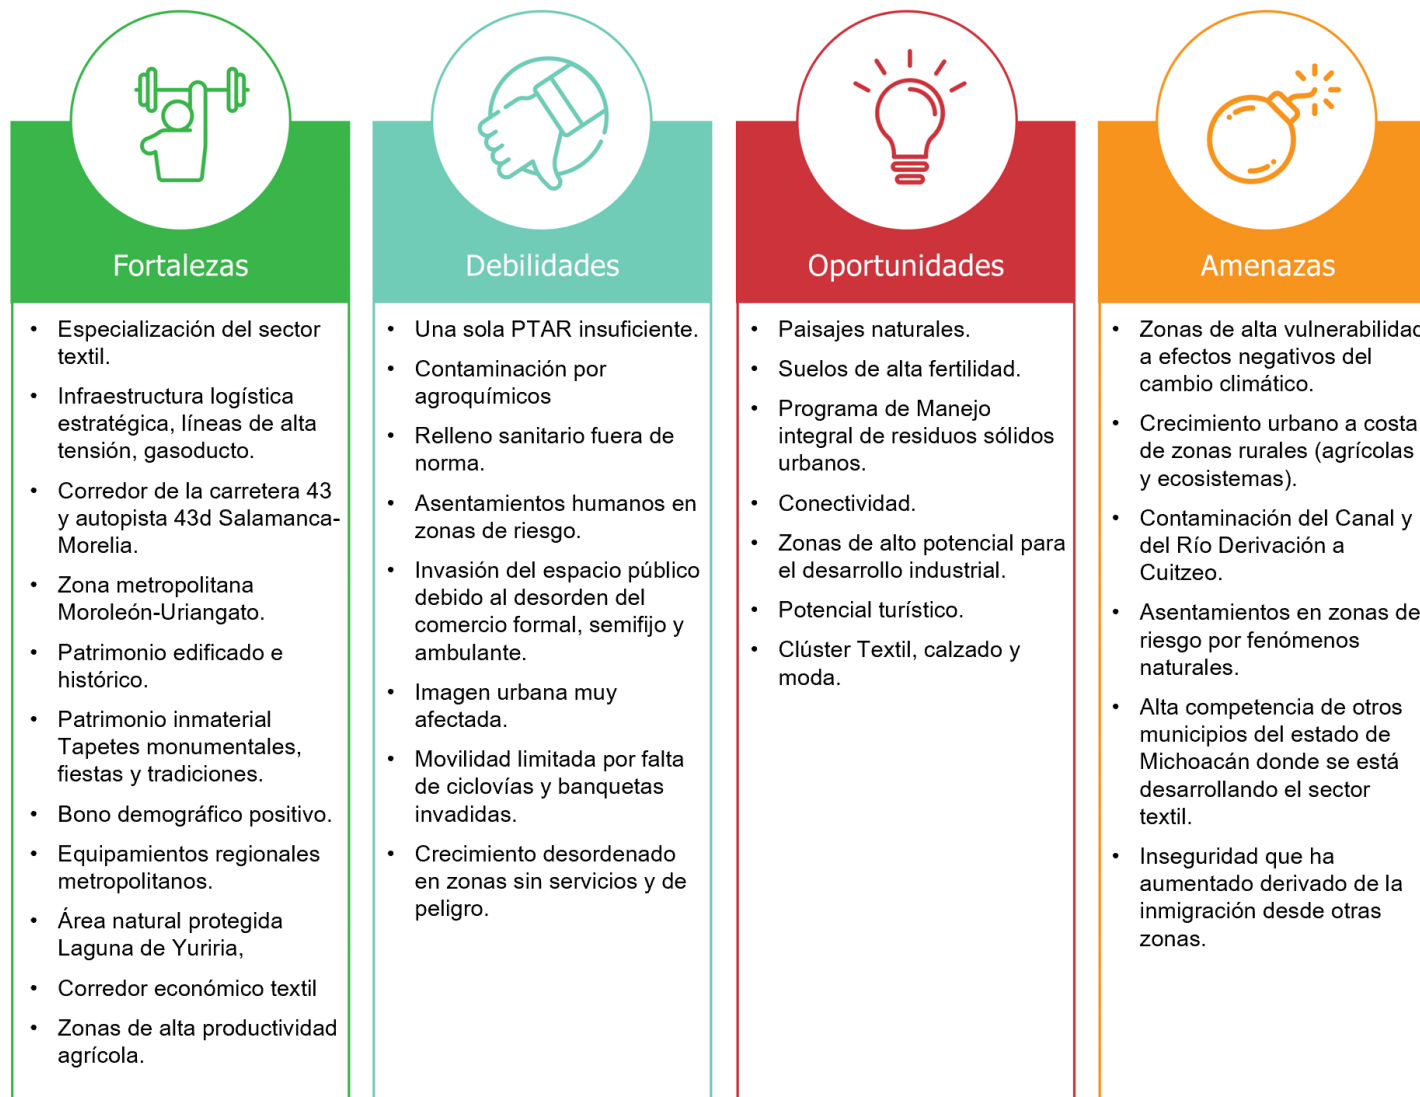 Fortalezas
• Especialización del sector
textil.
• Infraestructura logística
estratégica, líneas de alta
tensión, gasoducto.
• Corredor de la carretera 43
y autopista 43d Salamanca-
Morelia.
• Zona metropolitana
Moroleón-Uriangato.
• Patrimonio edificado e
histórico.
• Patrimonio inmaterial
Tapetes monumentales,
fiestas y tradiciones.
• Bono demográfico positivo.
• Equipamientos regionales
metropolitanos.
• Área natural protegida
Laguna de Yuriria,
• Corredor económico textil
• Zonas de alta productividad
agrícola.
Debilidades
• Una sola PTAR insuficiente.
• Contaminación por
agroquímicos
• Relleno sanitario fuera de
norma.
• Asentamientos humanos en
zonas de riesgo.
• Invasión del espacio público
debido al desorden del
comercio formal, semifijo y
ambulante.
• Imagen urbana muy
afectada.
• Movilidad limitada por falta
de ciclovías y banquetas
invadidas.
• Crecimiento desordenado
en zonas sin servicios y de
peligro.
Oportunidades
• Paisajes naturales.
• Suelos de alta fertilidad.
• Programa de Manejo
integral de residuos sólidos
urbanos.
• Conectividad.
• Zonas de alto potencial para
el desarrollo industrial.
• Potencial turístico.
• Clúster Textil, calzado y
moda.
Amenazas
• Zonas de alta vulnerabilidad
a efectos negativos del
cambio climático.
• Crecimiento urbano a costa
de zonas rurales (agrícolas
y ecosistemas).
• Contaminación del Canal y
del Río Derivación a
Cuitzeo.
• Asentamientos en zonas de
riesgo por fenómenos
naturales.
• Alta competencia de otros
municipios del estado de
Michoacán donde se está
desarrollando el sector
textil.
• Inseguridad que ha
aumentado derivado de la
inmigración desde otras
zonas.